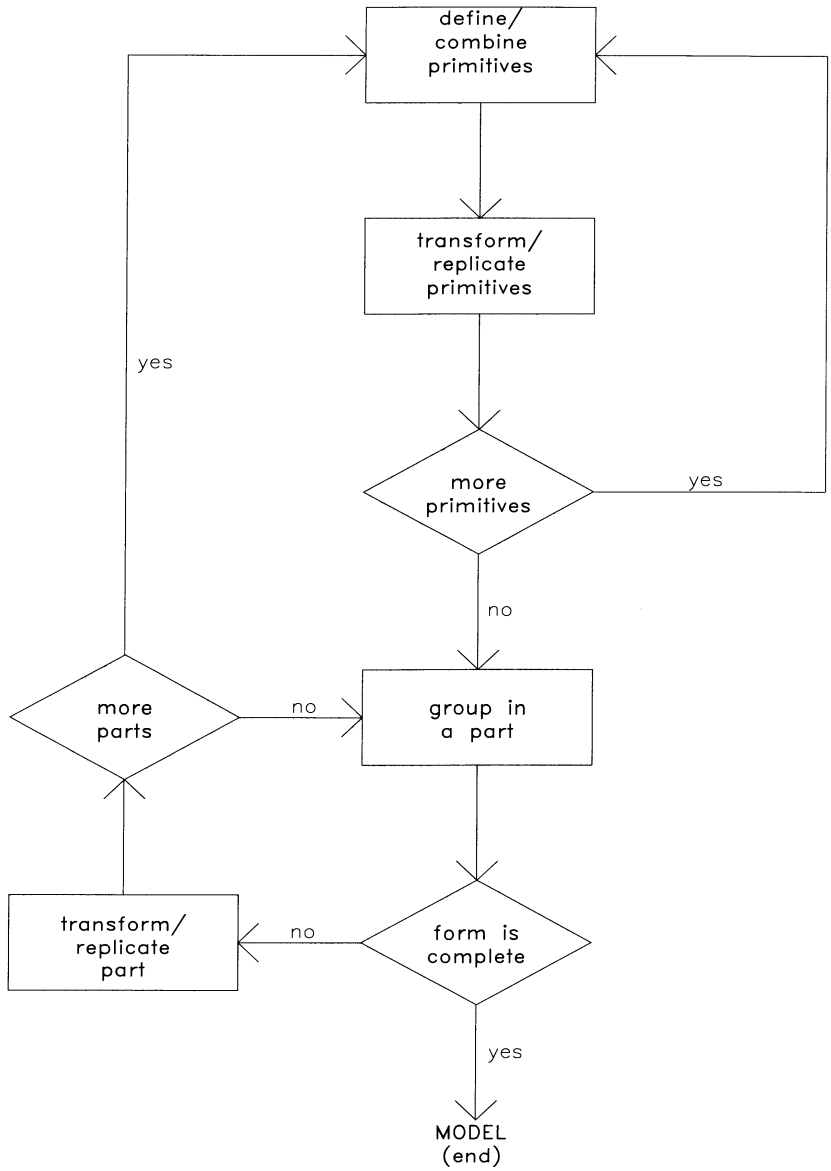 define/
combine
primitives
transform/
replicate
primitives
yes
more
primitives
yes
no
more
parts
no
group in
a part
transform/
replicate
part
no
form is
complete
yes
MODEL
(end)